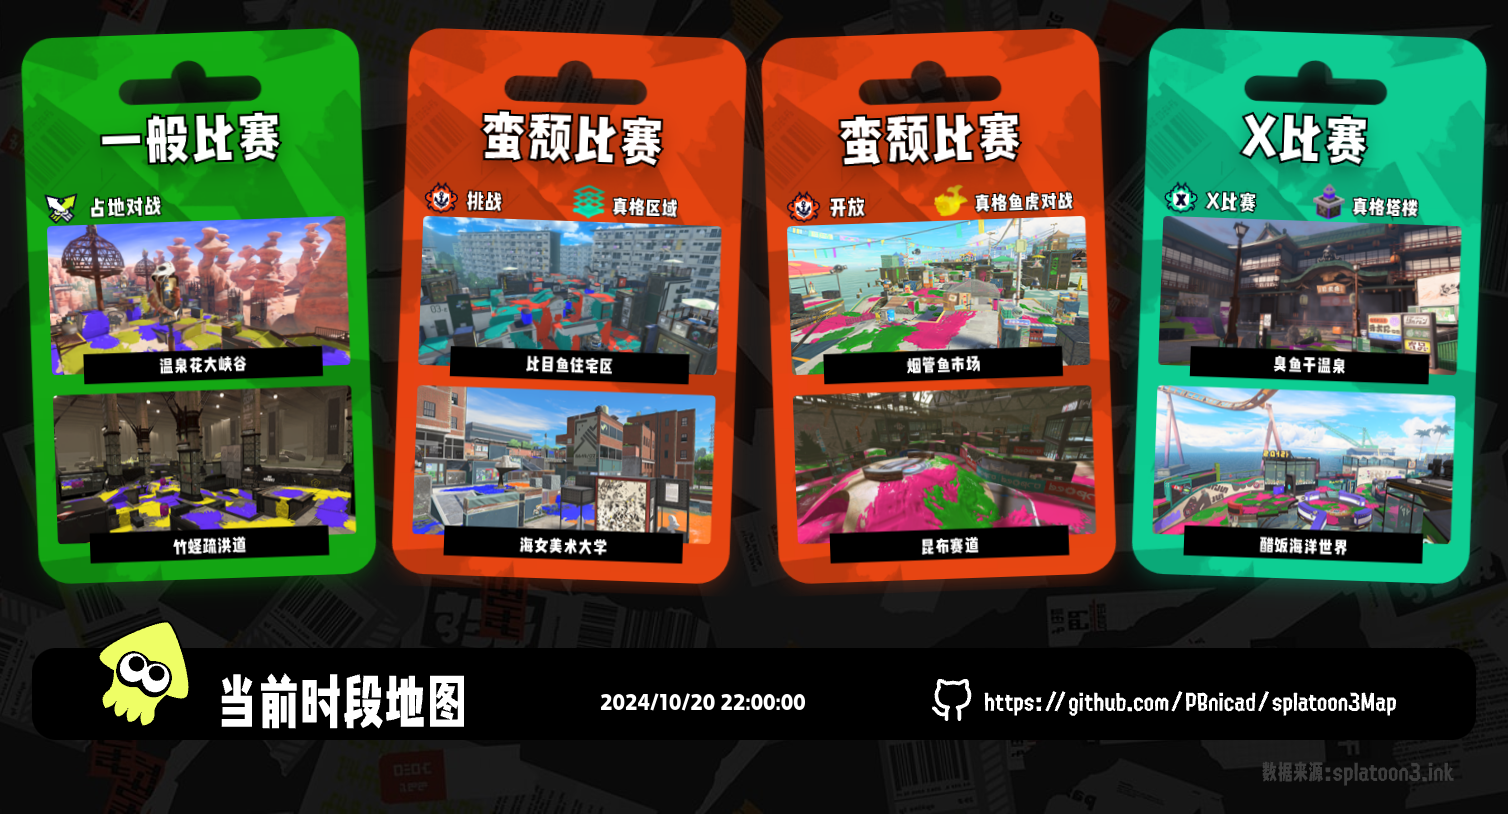 一般比赛
占地对战
温泉花大峡谷
竹蛏疏洪道
蛮颓比赛
挑战
真格区域
比目鱼住宅区
海女美术大学
蛮颓比赛
开放
真格鱼虎对战
烟管鱼市场
昆布赛道
X比赛
X比赛
真格塔楼
臭鱼干温泉
醋饭海洋世界
当前时段地图
2024/10/20 22:00:00
https://github.com/PBnicad/splatoon3Map
数据来源:splatoon3.ink